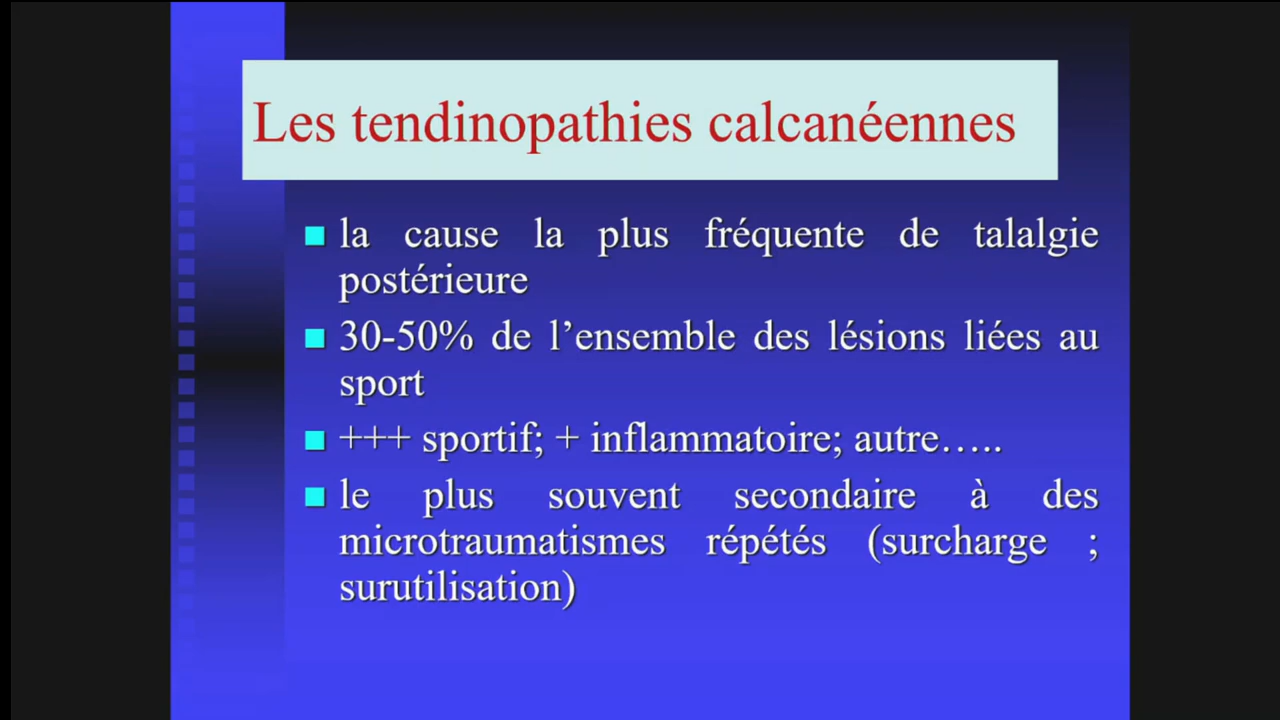 Les tendinopathies calcanéennes
la cause la plus fréquente de talalgie
postérieure
30-50% de l’ensemble des lésions liées au
sport
+++ sportif; + inflammatoire; autre…..
le plus souvent secondaire à des
microtraumatismes répétés (surcharge ;
surutilisation)